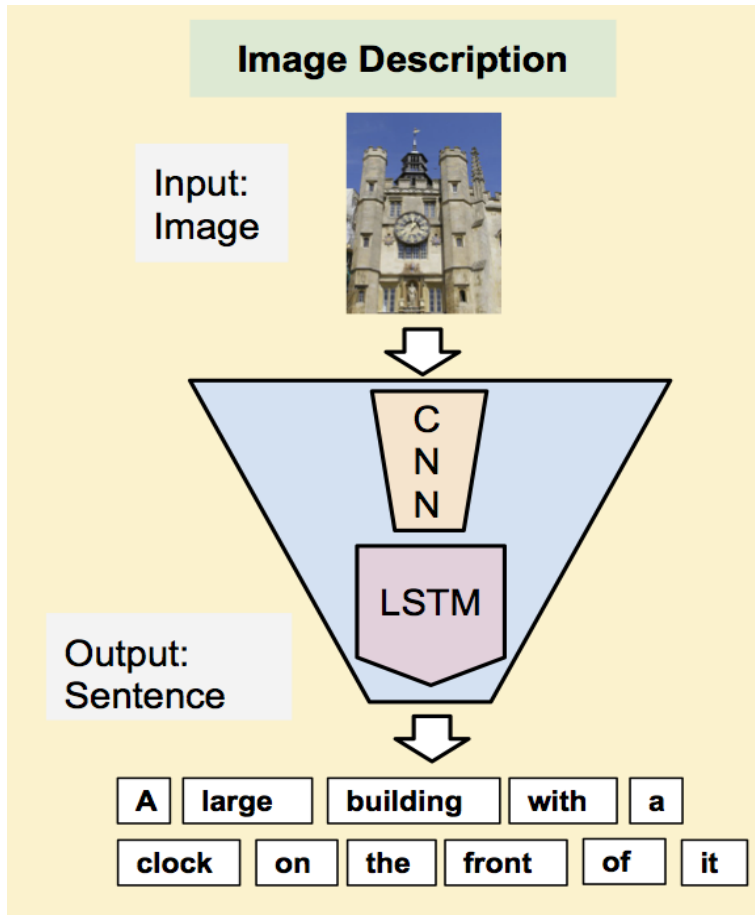 Image Description
Input:
Image
C
N
N
LSTM
Output:
Sentence
A large building with a
clock on the front of it